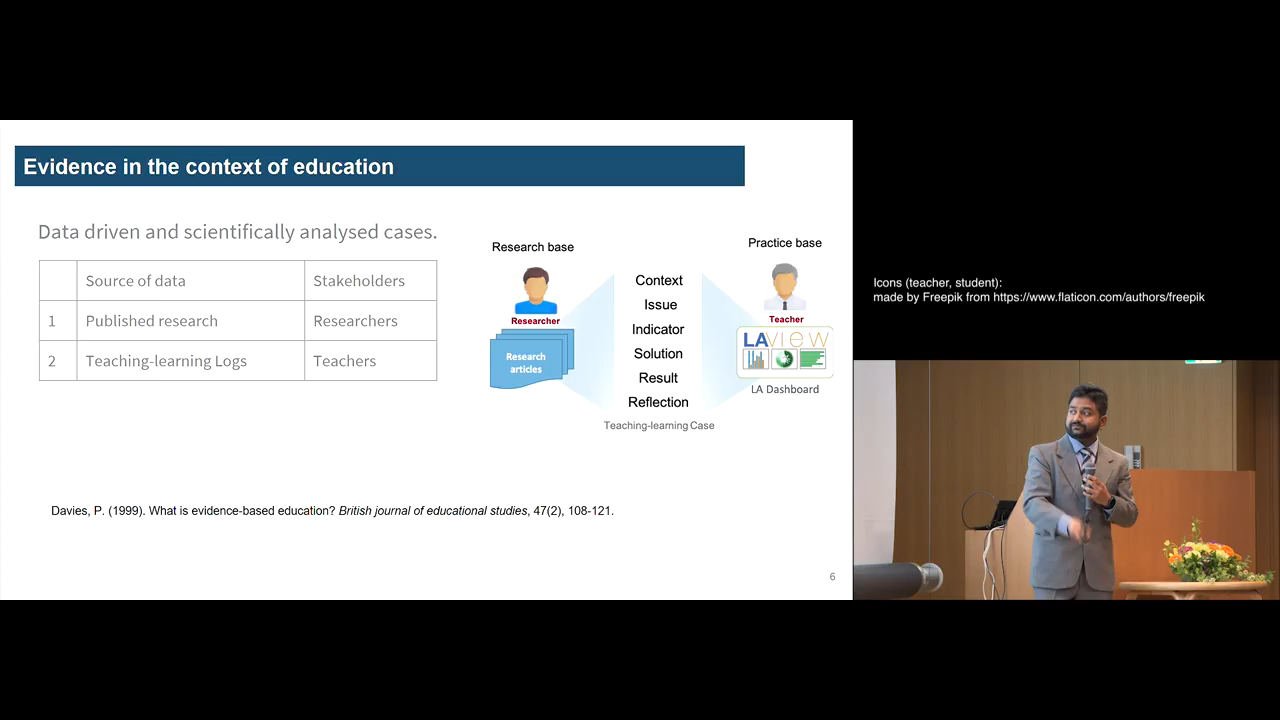 Evidence in the context of education
Data driven and scientifically analysed cases.
Source of data Stakeholders
1 Published research Researchers
2 Teaching-learning Logs Teachers
Research base
Researcher
Research
articles
Context
Issue
Indicator
Solution
Result
Reflection
Teaching-learning Case
Practice base
Teacher
LAVIEW
LA Dashboard
Davies, P. (1999). What is evidence-based education? British journal of educational studies, 47(2), 108-121.
6
Icons (teacher, student):
made by Freepik from https://www.flaticon.com/authors/freepik